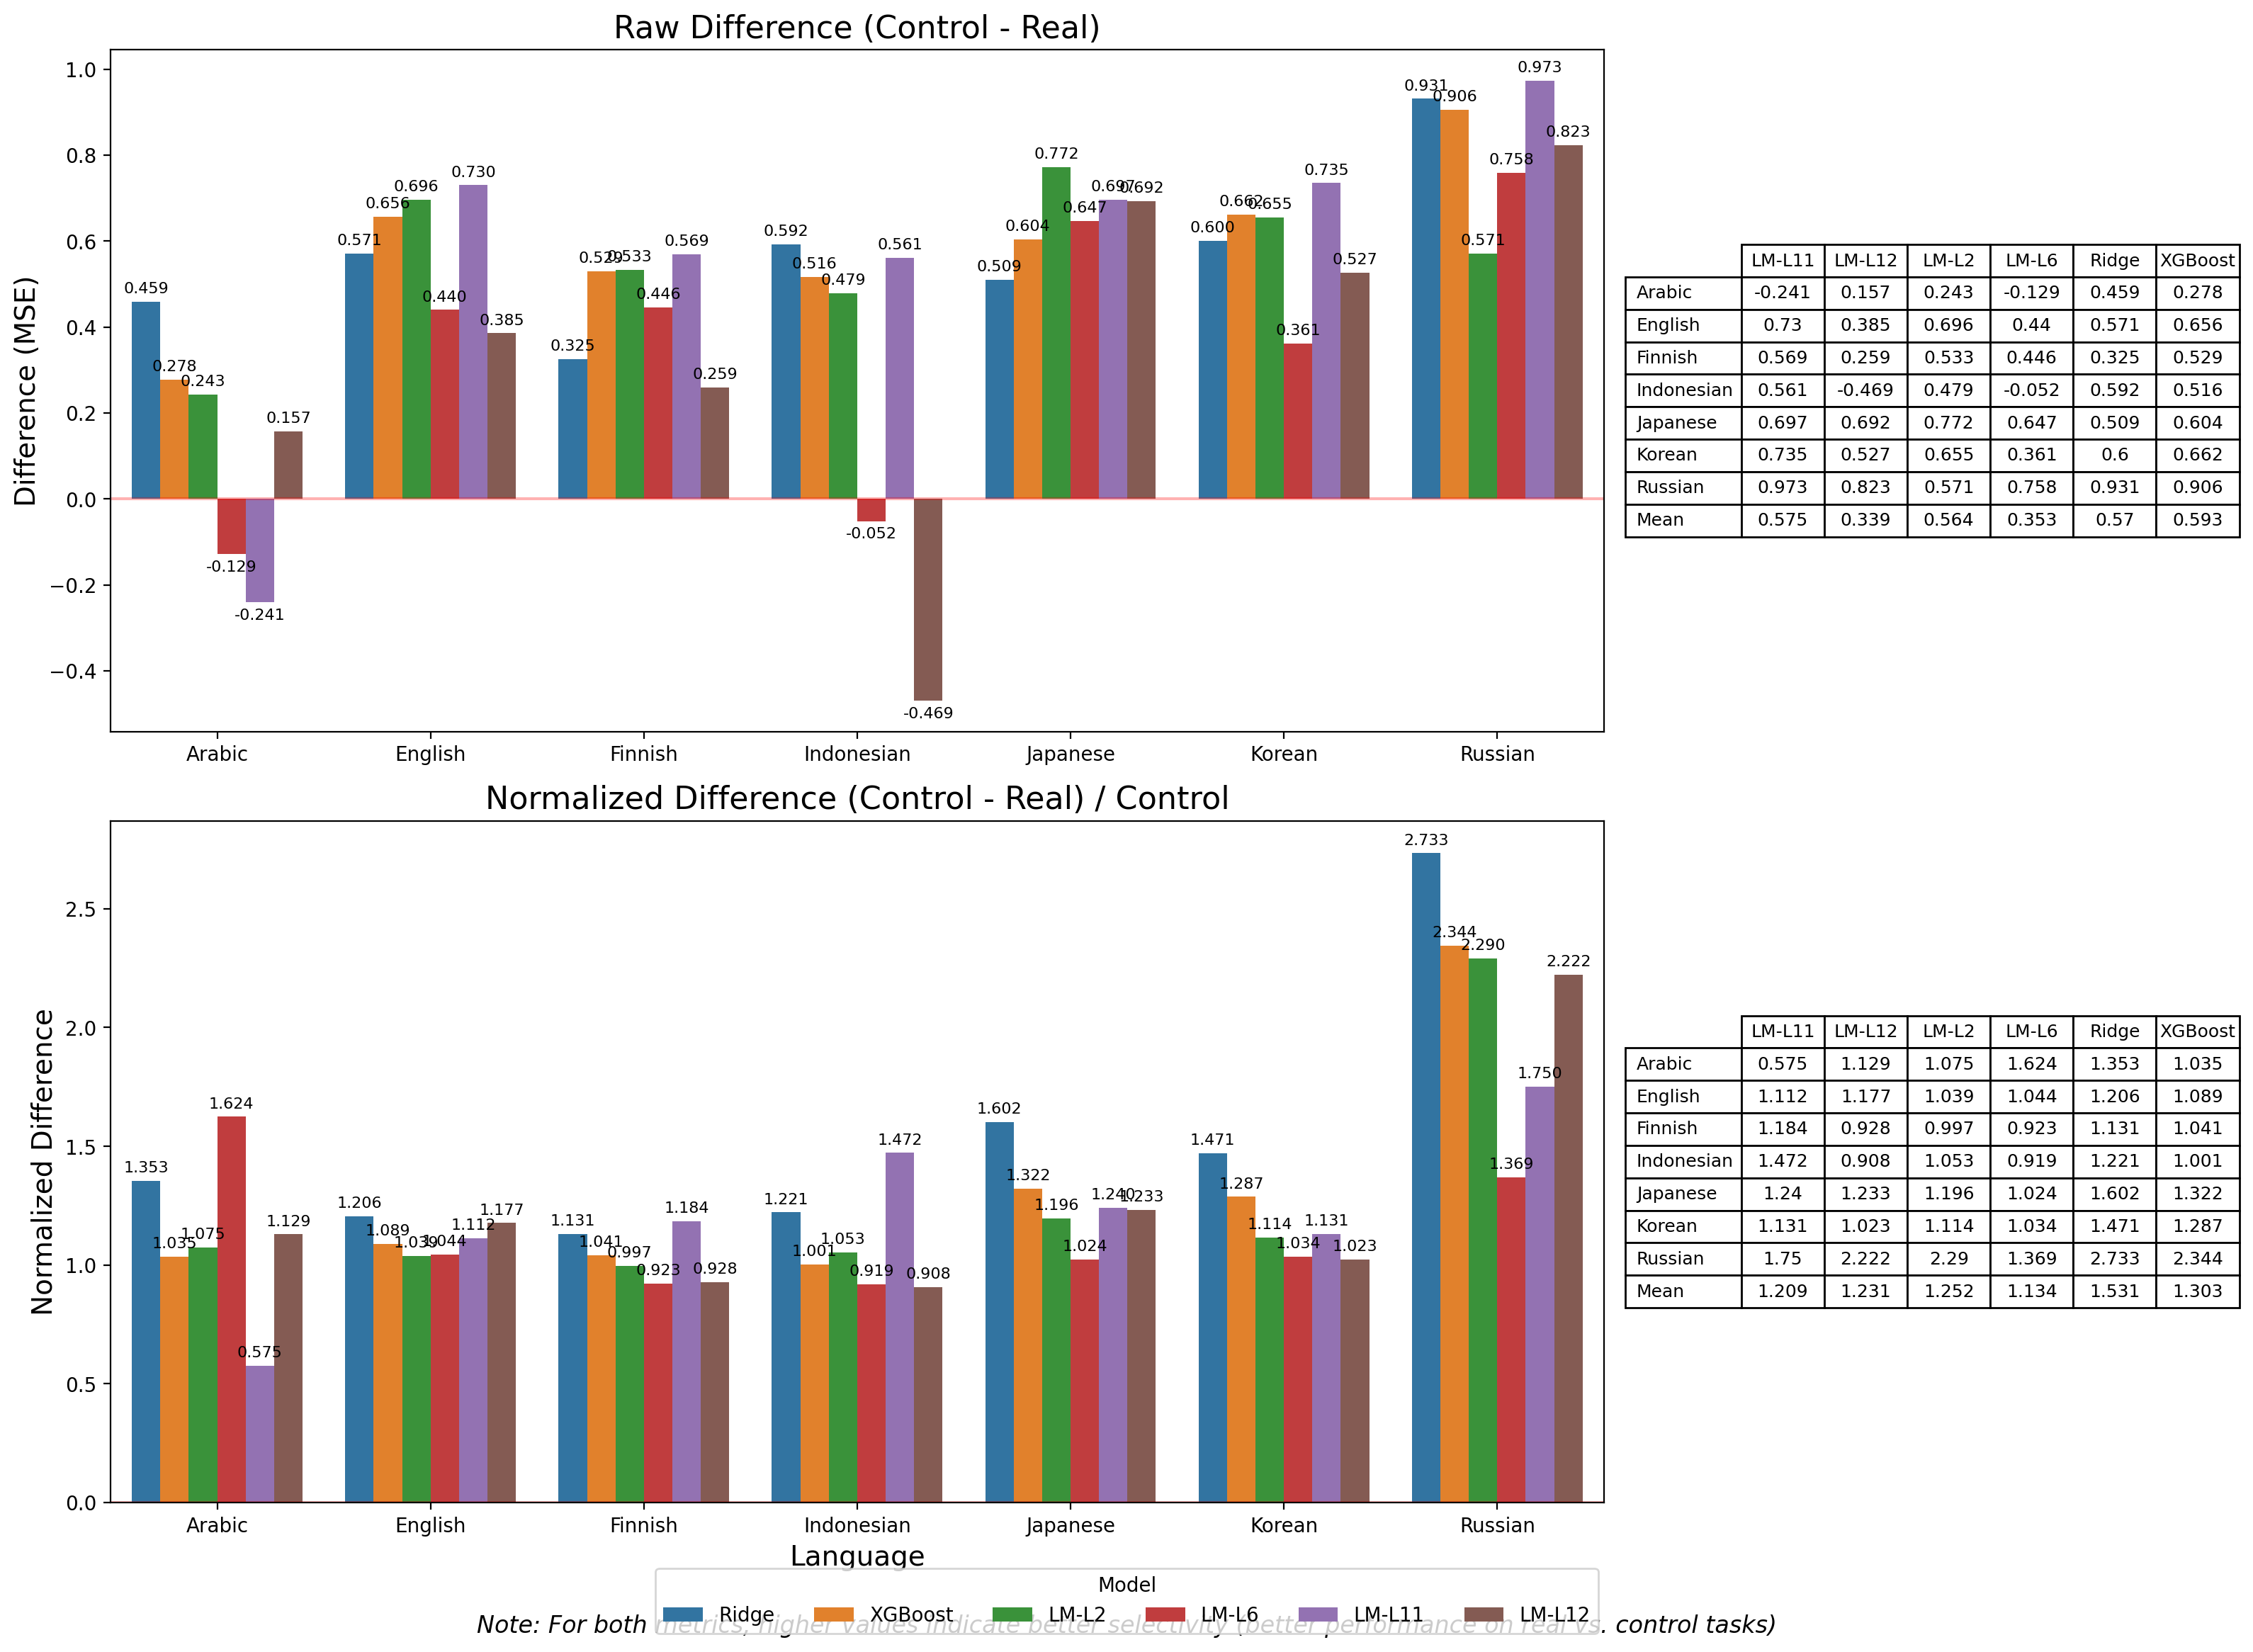 Raw Difference (Control - Real)
Difference (MSE)
1.0
0.8
0.6
0.4
0.2
0.0
−0.2
−0.4
0.459 0.278 0.243 -0.129 -0.241 0.157
0.571 0.656 0.696 0.440 0.730 0.385
0.325 0.529 0.533 0.446 0.569 0.259
0.592 0.516 0.479 -0.052 0.561 -0.469
0.509 0.604 0.772 0.647 0.697 0.692
0.600 0.662 0.655 0.361 0.735 0.527
0.931 0.906 0.571 0.758 0.973 0.823
Arabic English Finnish Indonesian Japanese Korean Russian
LM-L11 LM-L12 LM-L2 LM-L6 Ridge XGBoost
Arabic -0.241 0.157 0.243 -0.129 0.459 0.278
English 0.73 0.385 0.696 0.44 0.571 0.656
Finnish 0.569 0.259 0.533 0.446 0.325 0.529
Indonesian 0.561 -0.469 0.479 -0.052 0.592 0.516
Japanese 0.697 0.692 0.772 0.647 0.509 0.604
Korean 0.735 0.527 0.655 0.361 0.6 0.662
Russian 0.973 0.823 0.571 0.758 0.931 0.906
Mean 0.575 0.339 0.564 0.353 0.57 0.593
Normalized Difference (Control - Real) / Control
Normalized Difference
2.5
2.0
1.5
1.0
0.5
0.0
1.353 1.035 1.075 1.624 0.575 1.129
1.206 1.089 1.039 1.044 1.112 1.177
1.131 1.041 0.997 0.923 1.184 0.928
1.221 1.001 1.053 0.919 1.472 0.908
1.602 1.322 1.196 1.024 1.240 1.233
1.471 1.287 1.114 1.034 1.131 1.023
2.733 2.344 2.290 1.369 1.750 2.222
Arabic English Finnish Indonesian Japanese Korean Russian
Language
LM-L11 LM-L12 LM-L2 LM-L6 Ridge XGBoost
Arabic 0.575 1.129 1.075 1.624 1.353 1.035
English 1.112 1.177 1.039 1.044 1.206 1.089
Finnish 1.184 0.928 0.997 0.923 1.131 1.041
Indonesian 1.472 0.908 1.053 0.919 1.221 1.001
Japanese 1.24 1.233 1.196 1.024 1.602 1.322
Korean 1.131 1.023 1.114 1.034 1.471 1.287
Russian 1.75 2.222 2.29 1.369 2.733 2.344
Mean 1.209 1.231 1.252 1.134 1.531 1.303
Model
Ridge XGBoost LM-L2 LM-L6 LM-L11 LM-L12
Note: For both metrics, higher values indicate better selectivity (better performance on real vs. control tasks)